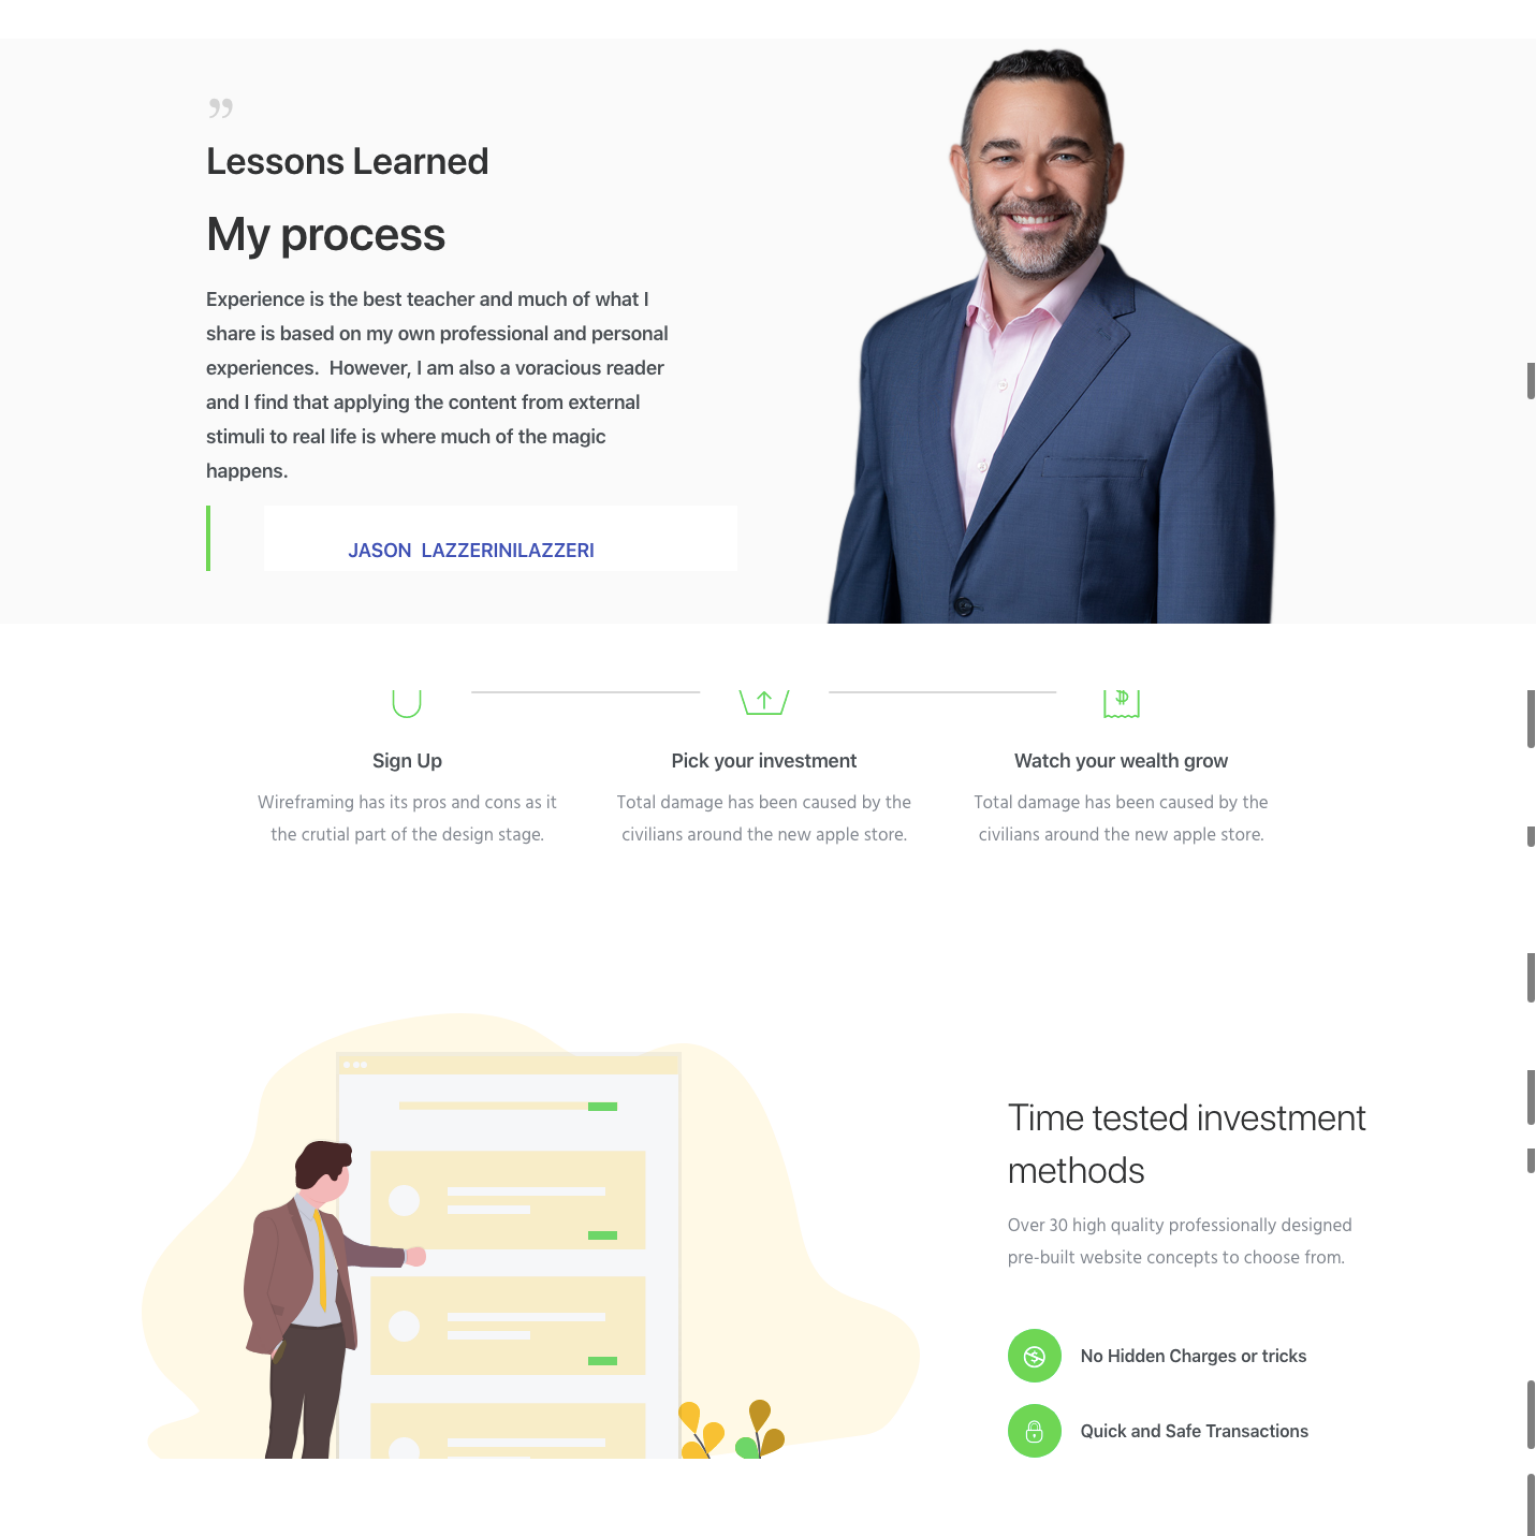 ”
Lessons Learned
My process
Experience is the best teacher and much of what I
share is based on my own professional and personal
experiences.  However, I am also a voracious reader
and I find that applying the content from external
stimuli to real life is where much of the magic
happens.
JASON  LAZZERINILAZZERI
Sign Up
Wireframing has its pros and cons as it
the crutial part of the design stage.
Pick your investment
Total damage has been caused by the
civilians around the new apple store.
Watch your wealth grow
Total damage has been caused by the
civilians around the new apple store.
Time tested investment
methods
Over 30 high quality professionally designed
pre-built website concepts to choose from.
No Hidden Charges or tricks
Quick and Safe Transactions